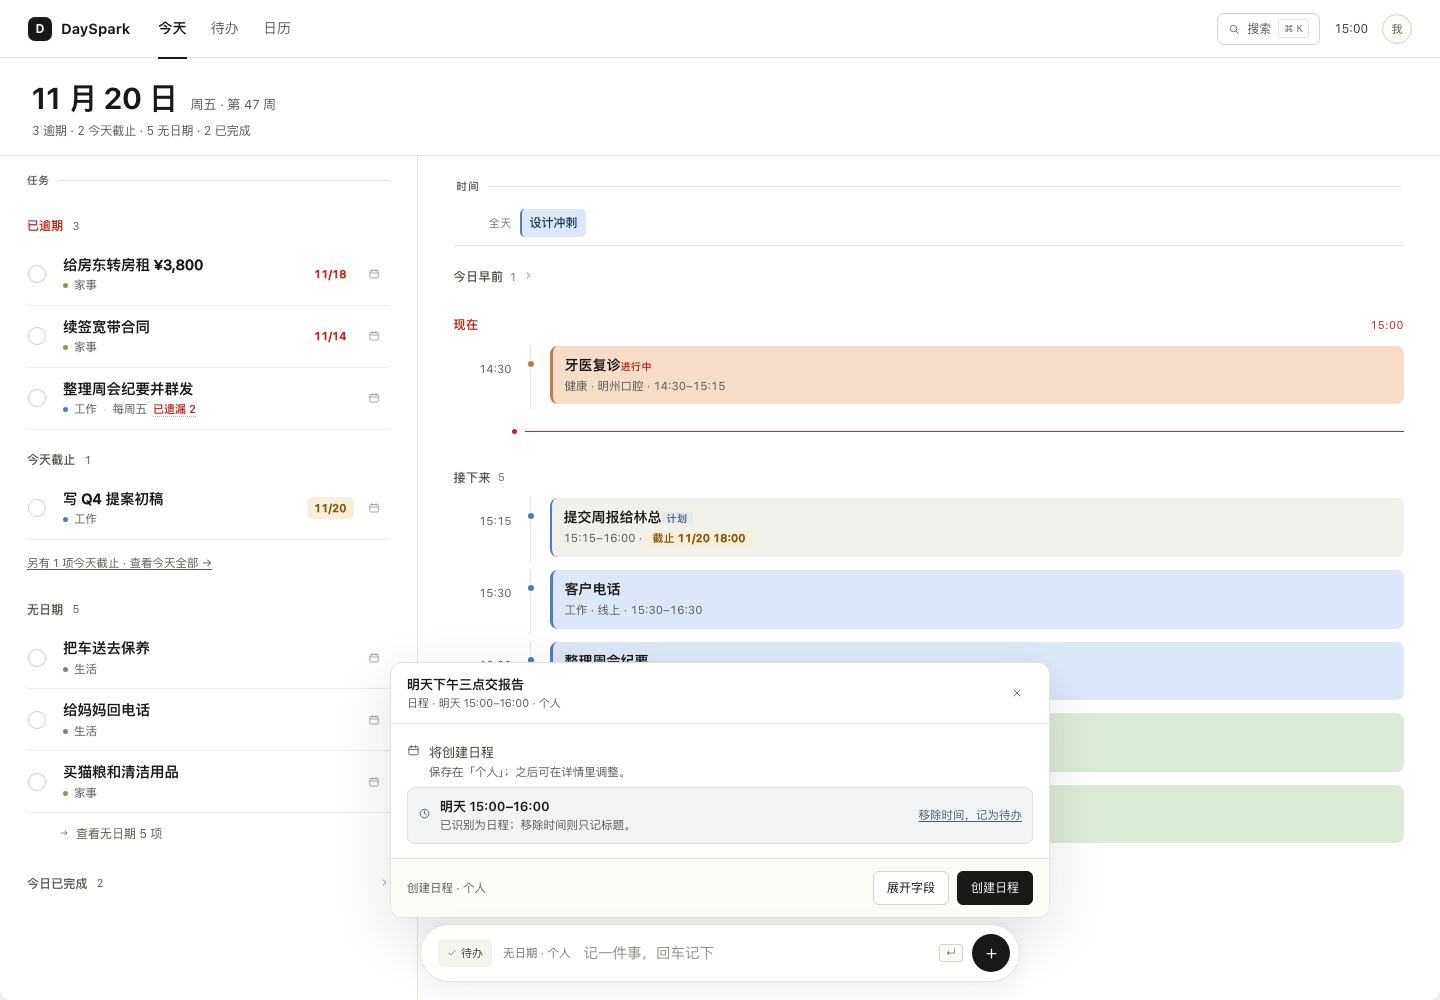 D DaySpark 今天 待办 日历 搜索 ⌘ K 15:00 我
11 月 20 日 周五 · 第 47 周
3 逾期 · 2 今天截止 · 5 无日期 · 2 已完成
任务
已逾期 3
给房东转房租 ¥3,800
家事
11/18
续签宽带合同
家事
11/14
整理周会纪要并群发
工作 · 每周五 已遗漏 2
今天截止 1
写 Q4 提案初稿
工作
11/20
另有 1 项今天截止 · 查看今天全部 →
无日期 5
把车送去保养
生活
给妈妈回电话
生活
买猫粮和清洁用品
家事
→ 查看无日期 5 项
今日已完成 2
时间
全天 设计冲刺
今日早前 1
现在 15:00
14:30
牙医复诊进行中
健康 · 明州口腔 · 14:30–15:15
接下来 5
15:15
提交周报给林总 计划
15:15–16:00 · 截止 11/20 18:00
15:30
客户电话
工作 · 线上 · 15:30–16:30
整理周会纪要
明天下午三点交报告
日程 · 明天 15:00–16:00 · 个人
将创建日程
保存在「个人」；之后可在详情里调整。
明天 15:00–16:00
已识别为日程；移除时间则只记标题。
移除时间，记为待办
创建日程 · 个人 展开字段 创建日程
待办 无日期 · 个人 记一件事，回车记下